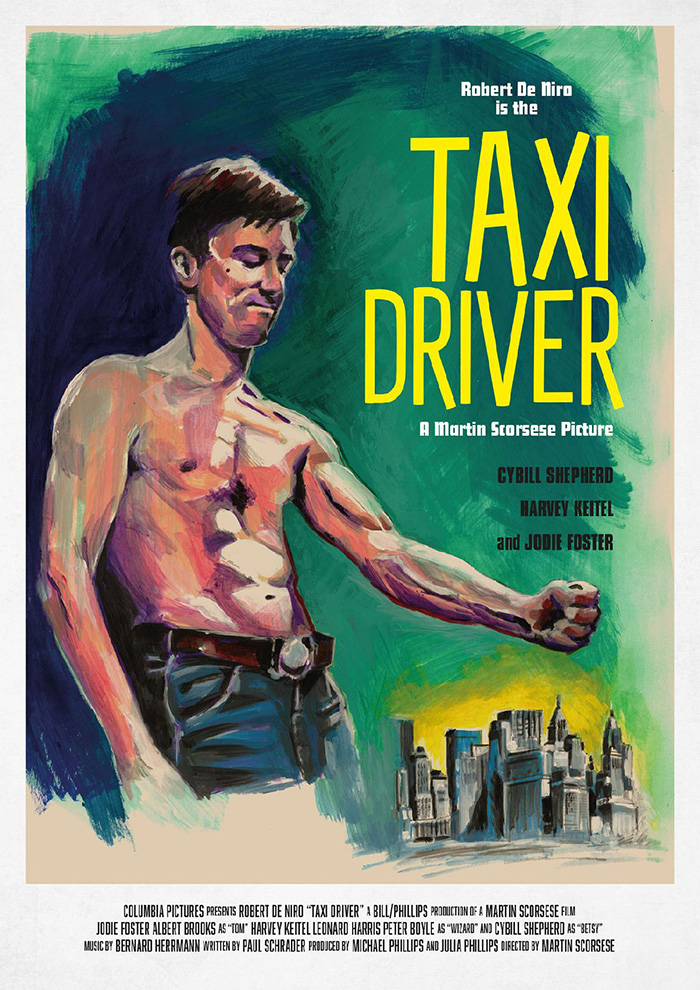 Robert De Niro
is the
TAXI
DRIVER
A Martin Scorsese Picture
CYBILL SHEPHERD
HARVEY KEITEL
and JODIE FOSTER
COLUMBIA PICTURES PRESENTS ROBERT DE NIRO "TAXI DRIVER" A BILL/PHILLIPS PRODUCTION OF A MARTIN SCORSESE FILM
JODIE FOSTER ALBERT BROOKS AS "TOM" HARVEY KEITEL LEONARD HARRIS PETER BOYLE AS "WIZARD" AND CYBILL SHEPHERD AS "BETSY"
MUSIC BY BERNARD HERRMANN WRITTEN BY PAUL SCHRADER PRODUCED BY MICHAEL PHILLIPS AND JULIA PHILLIPS DIRECTED BY MARTIN SCORSESE